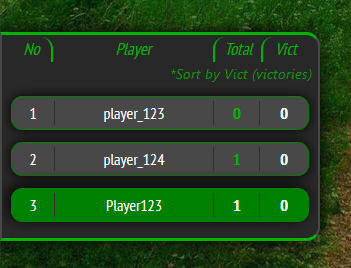 No Player Total Vict
*Sort by Vict (victories)
1 player_123 0 0
2 player_124 1 0
3 Player123 1 0